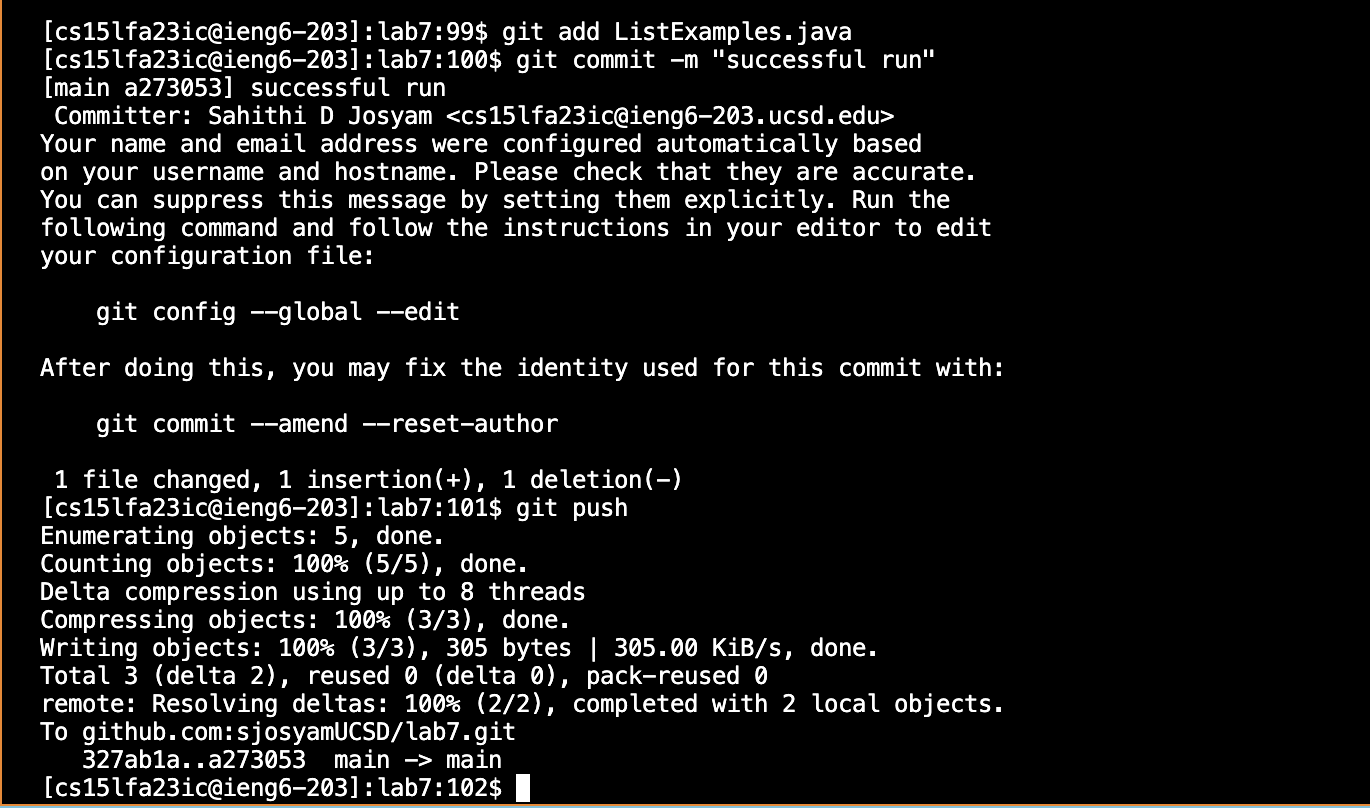 [cs15lfa23ic@ieng6-203]:lab7:99$ git add ListExamples.java
[cs15lfa23ic@ieng6-203]:lab7:100$ git commit -m "successful run"
[main a273053] successful run
 Committer: Sahithi D Josyam <cs15lfa23ic@ieng6-203.ucsd.edu>
Your name and email address were configured automatically based
on your username and hostname. Please check that they are accurate.
You can suppress this message by setting them explicitly. Run the
following command and follow the instructions in your editor to edit
your configuration file:

    git config --global --edit

After doing this, you may fix the identity used for this commit with:

    git commit --amend --reset-author

 1 file changed, 1 insertion(+), 1 deletion(-)
[cs15lfa23ic@ieng6-203]:lab7:101$ git push
Enumerating objects: 5, done.
Counting objects: 100% (5/5), done.
Delta compression using up to 8 threads
Compressing objects: 100% (3/3), done.
Writing objects: 100% (3/3), 305 bytes | 305.00 KiB/s, done.
Total 3 (delta 2), reused 0 (delta 0), pack-reused 0
remote: Resolving deltas: 100% (2/2), completed with 2 local objects.
To github.com:sjosyamUCSD/lab7.git
   327ab1a..a273053  main -> main
[cs15lfa23ic@ieng6-203]:lab7:102$